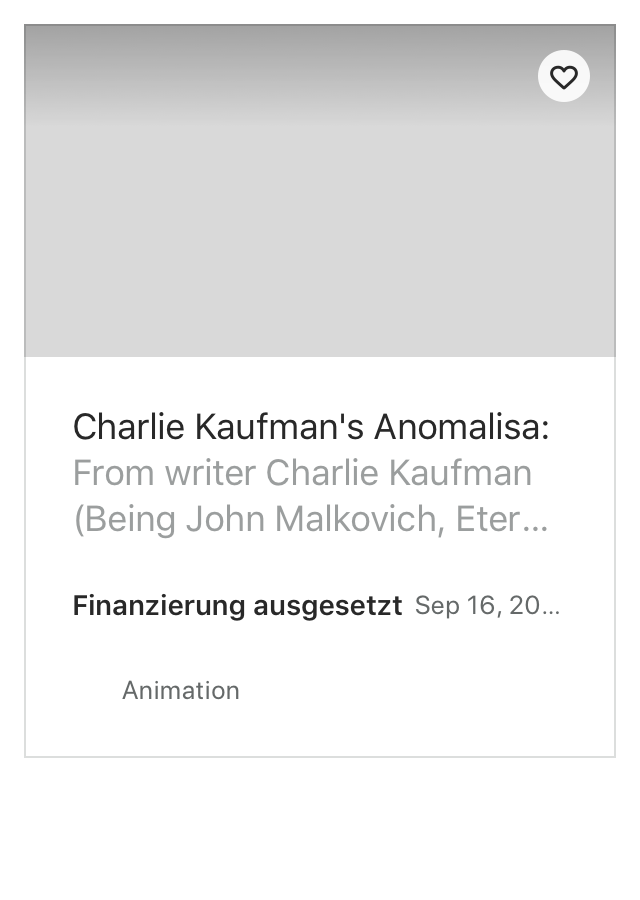 Charlie Kaufman's Anomalisa:
From writer Charlie Kaufman
(Being John Malkovich, Eter…
Finanzierung ausgesetzt Sep 16, 20…
Animation